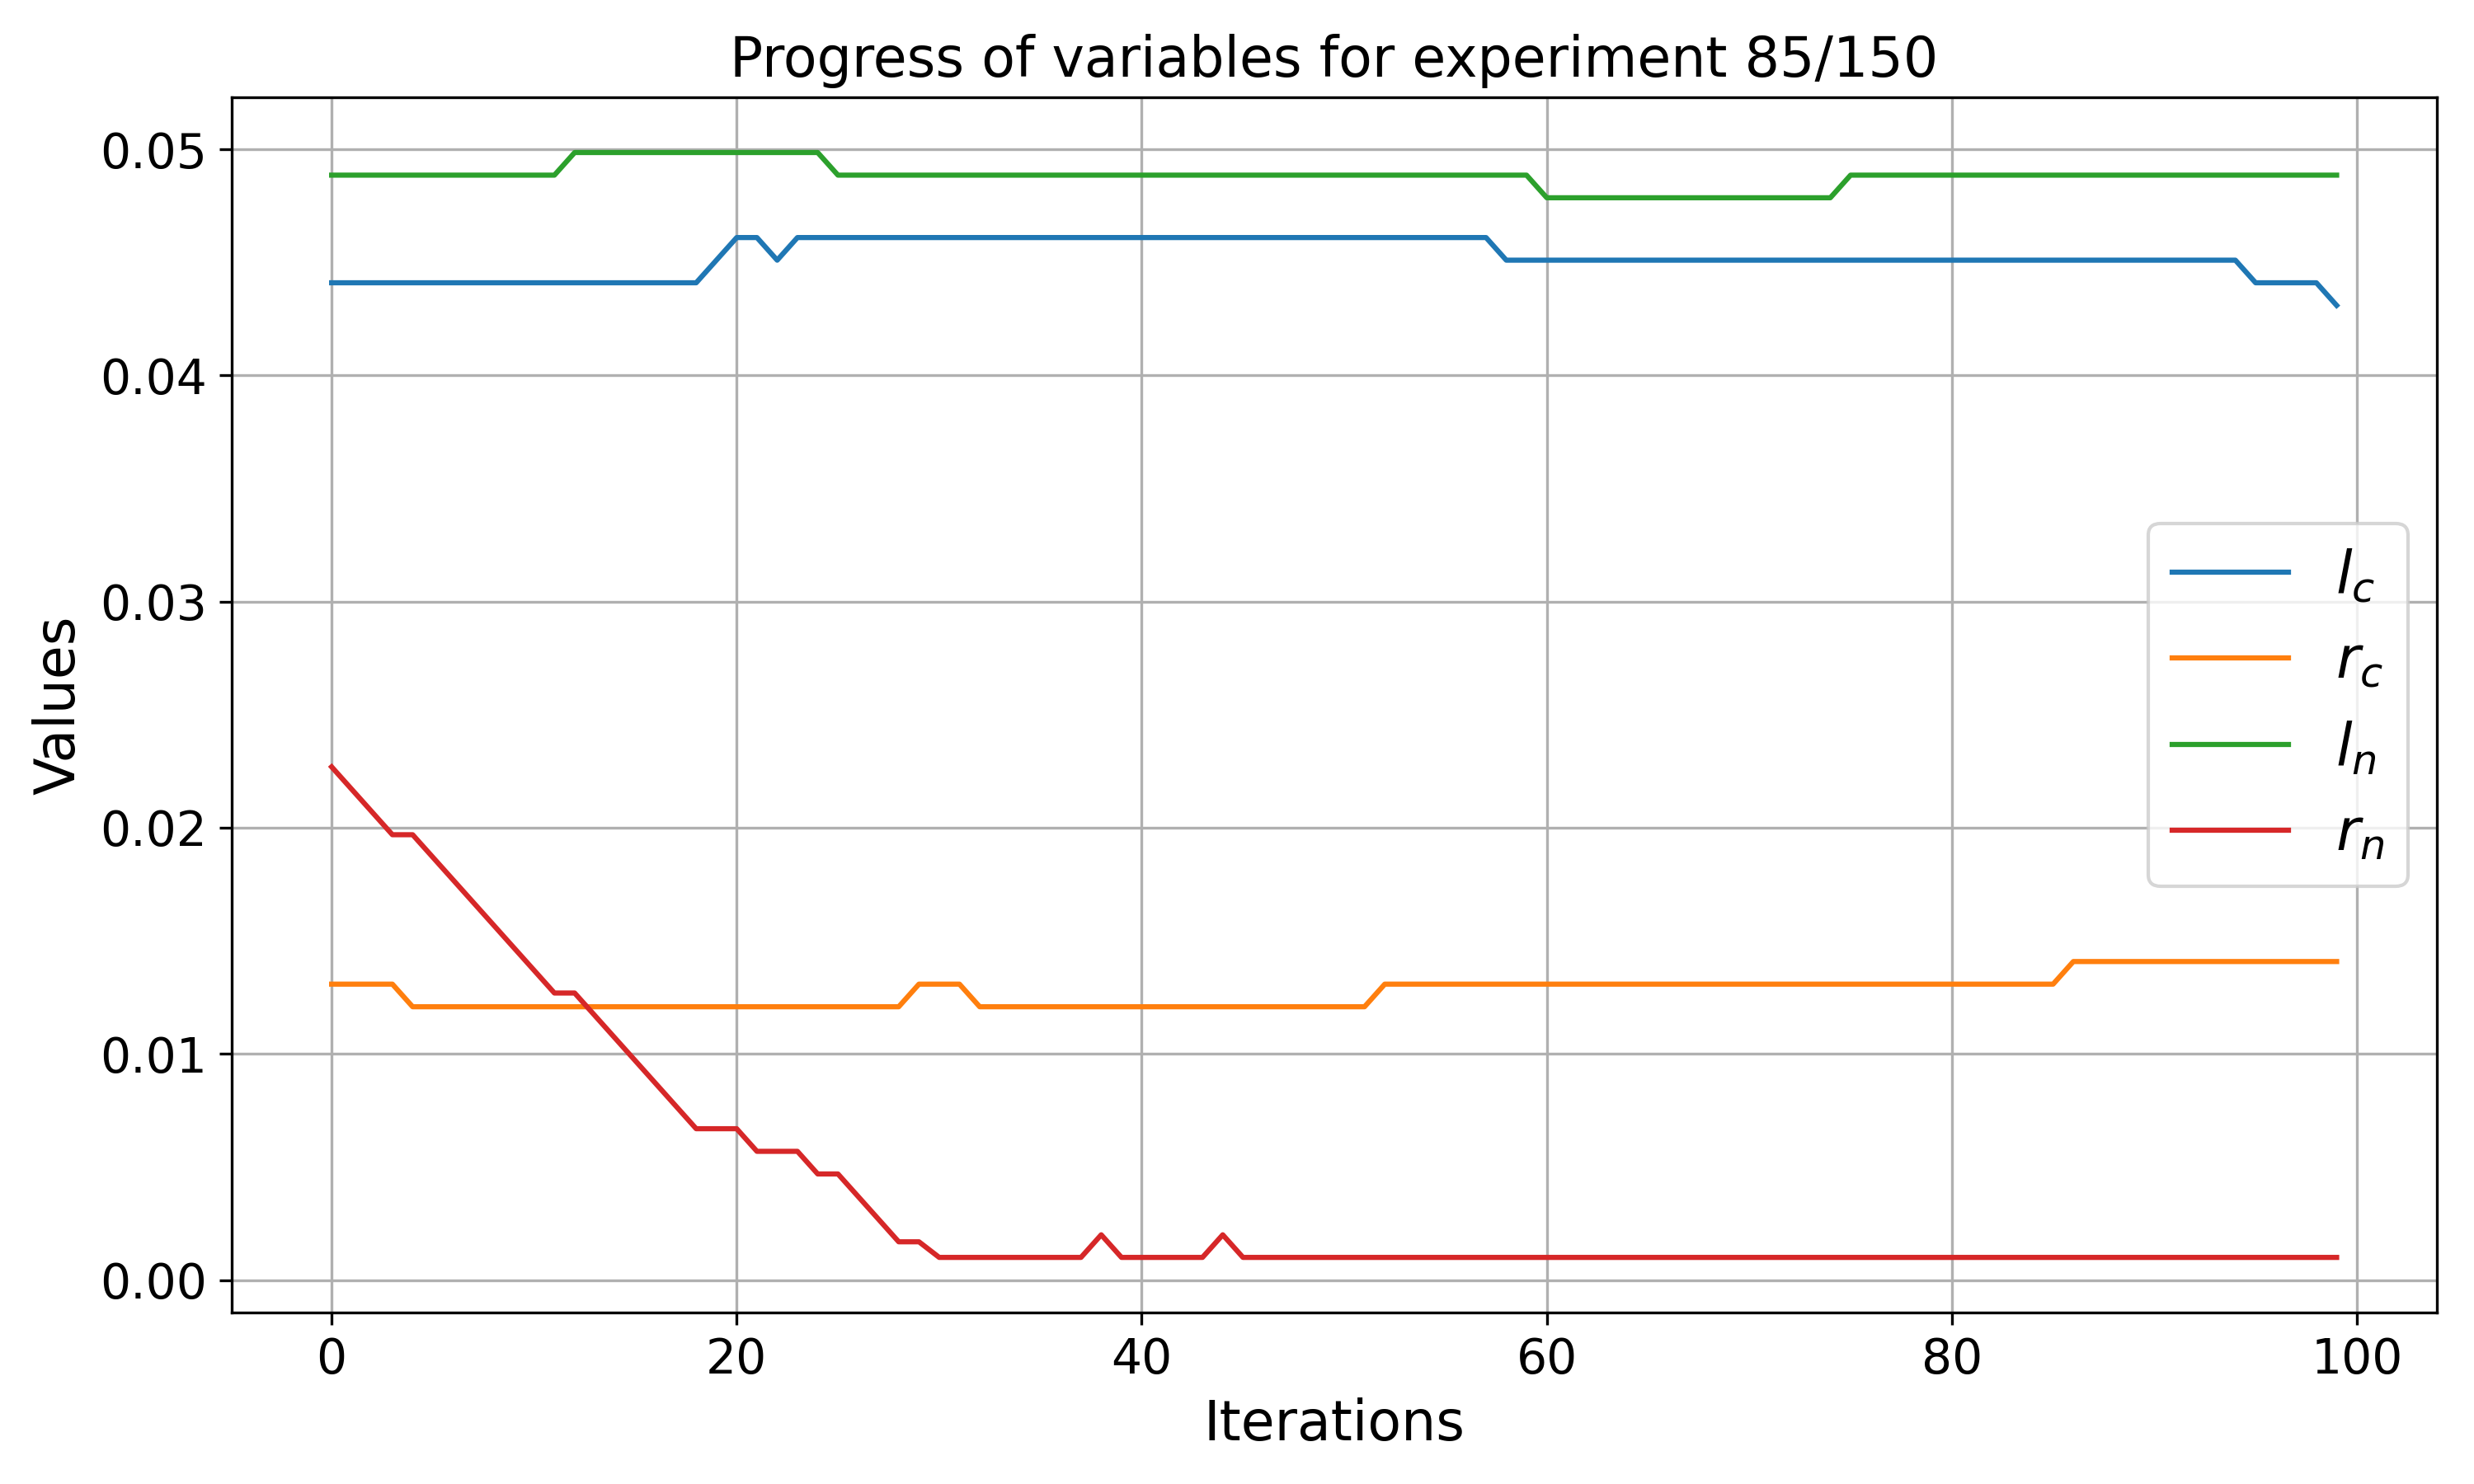 Progress of variables for experiment 85/150
0.05
0.04
0.03
0.02
0.01
0.00
Values
l_c
r_c
l_n
r_n
0 20 40 60 80 100
Iterations